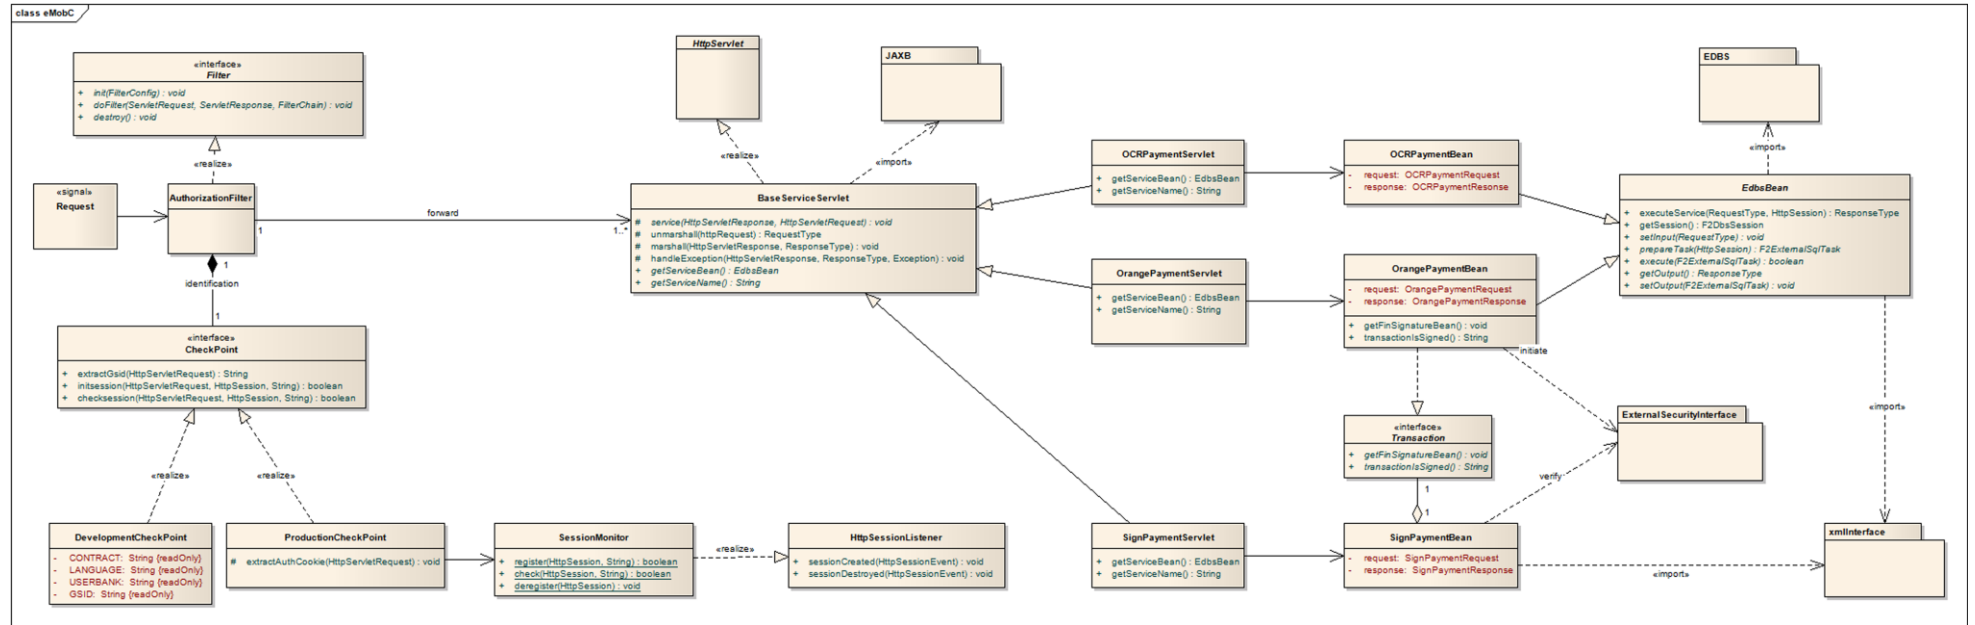 class eMobC
«interface»
Filter
+ init(FilterConfig) : void
+ doFilter(ServletRequest, ServletResponse, FilterChain) : void
+ destroy() : void
«realize»
«signal»
Request
AuthorizationFilter
1
forward
1..*
1
identification
1
«interface»
CheckPoint
+ extractGsid(HttpServletRequest) : String
+ initsession(HttpServletRequest, HttpSession, String) : boolean
+ checksession(HttpServletRequest, HttpSession, String) : boolean
«realize»
«realize»
DevelopmentCheckPoint
- CONTRACT: String {readOnly}
- LANGUAGE: String {readOnly}
- USERBANK: String {readOnly}
- GSID: String {readOnly}
ProductionCheckPoint
# extractAuthCookie(HttpServletRequest) : void
SessionMonitor
+ register(HttpSession, String) : boolean
+ check(HttpSession, String) : boolean
+ deregister(HttpSession) : void
«realize»
HttpSessionListener
+ sessionCreated(HttpSessionEvent) : void
+ sessionDestroyed(HttpSessionEvent) : void
HttpServlet
JAXB
«realize»
«import»
BaseServiceServlet
# service(HttpServletResponse, HttpServletRequest) : void
# unmarshall(httpRequest) : RequestType
# marshall(HttpServletResponse, ResponseType) : void
# handleException(HttpServletResponse, ResponseType, Exception) : void
+ getServiceBean() : EdbsBean
+ getServiceName() : String
OCRPaymentServlet
+ getServiceBean() : EdbsBean
+ getServiceName() : String
OrangePaymentServlet
+ getServiceBean() : EdbsBean
+ getServiceName() : String
SignPaymentServlet
+ getServiceBean() : EdbsBean
+ getServiceName() : String
OCRPaymentBean
- request: OCRPaymentRequest
- response: OCRPaymentResonse
OrangePaymentBean
- request: OrangePaymentRequest
- response: OrangePaymentResponse
+ getFinSignatureBean() : void
+ transactionIsSigned() : String
initiate
«interface»
Transaction
+ getFinSignatureBean() : void
+ transactionIsSigned() : String
1
1
verify
SignPaymentBean
- request: SignPaymentRequest
- response: SignPaymentResponse
«import»
EDBS
«import»
EdbsBean
+ executeService(RequestType, HttpSession) : ResponseType
+ getSession() : F2DbsSession
+ setInput(RequestType) : void
+ prepareTask(HttpSession) : F2ExternalSqlTask
+ execute(F2ExternalSqlTask) : boolean
+ getOutput() : ResponseType
+ setOutput(F2ExternalSqlTask) : void
«import»
ExternalSecurityInterface
xmlInterface